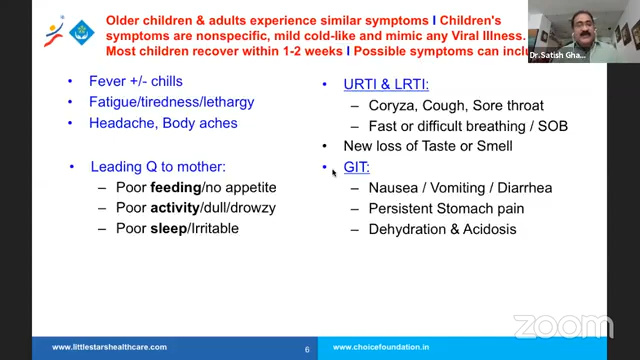 Older children & adults experience similar symptoms I Children's
symptoms are nonspecific, mild cold-like and mimic any Viral Illness.
Most children recover within 1-2 weeks I Possible symptoms can inclu
Dr.Satish Gha...
• Fever +/- chills
• Fatigue/tiredness/lethargy
• Headache, Body aches
• Leading Q to mother:
– Poor feeding/no appetite
– Poor activity/dull/drowzy
– Poor sleep/Irritable
• URTI & LRTI:
– Coryza, Cough, Sore throat
– Fast or difficult breathing / SOB
• New loss of Taste or Smell
• GIT:
– Nausea / Vomiting / Diarrhea
– Persistent Stomach pain
– Dehydration & Acidosis
zoom
www.littlestarshealthcare.com 6 www.choicefoundation.in